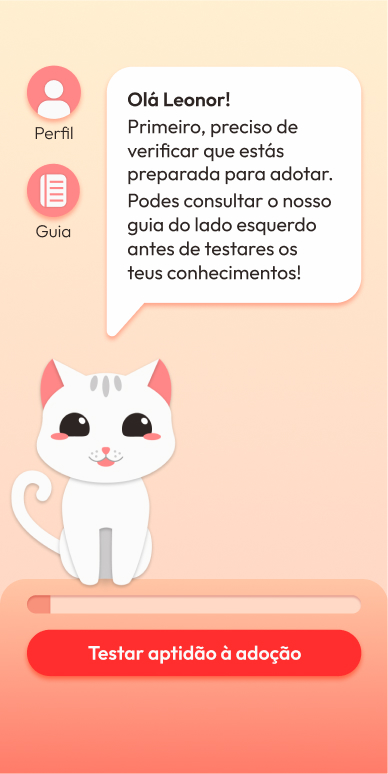 Olá Leonor!
Primeiro, preciso de
verificar que estás
preparada para adotar.
Podes consultar o nosso
guia do lado esquerdo
antes de testares os
teus conhecimentos!
Perfil
Guia
Testar aptidão à adoção